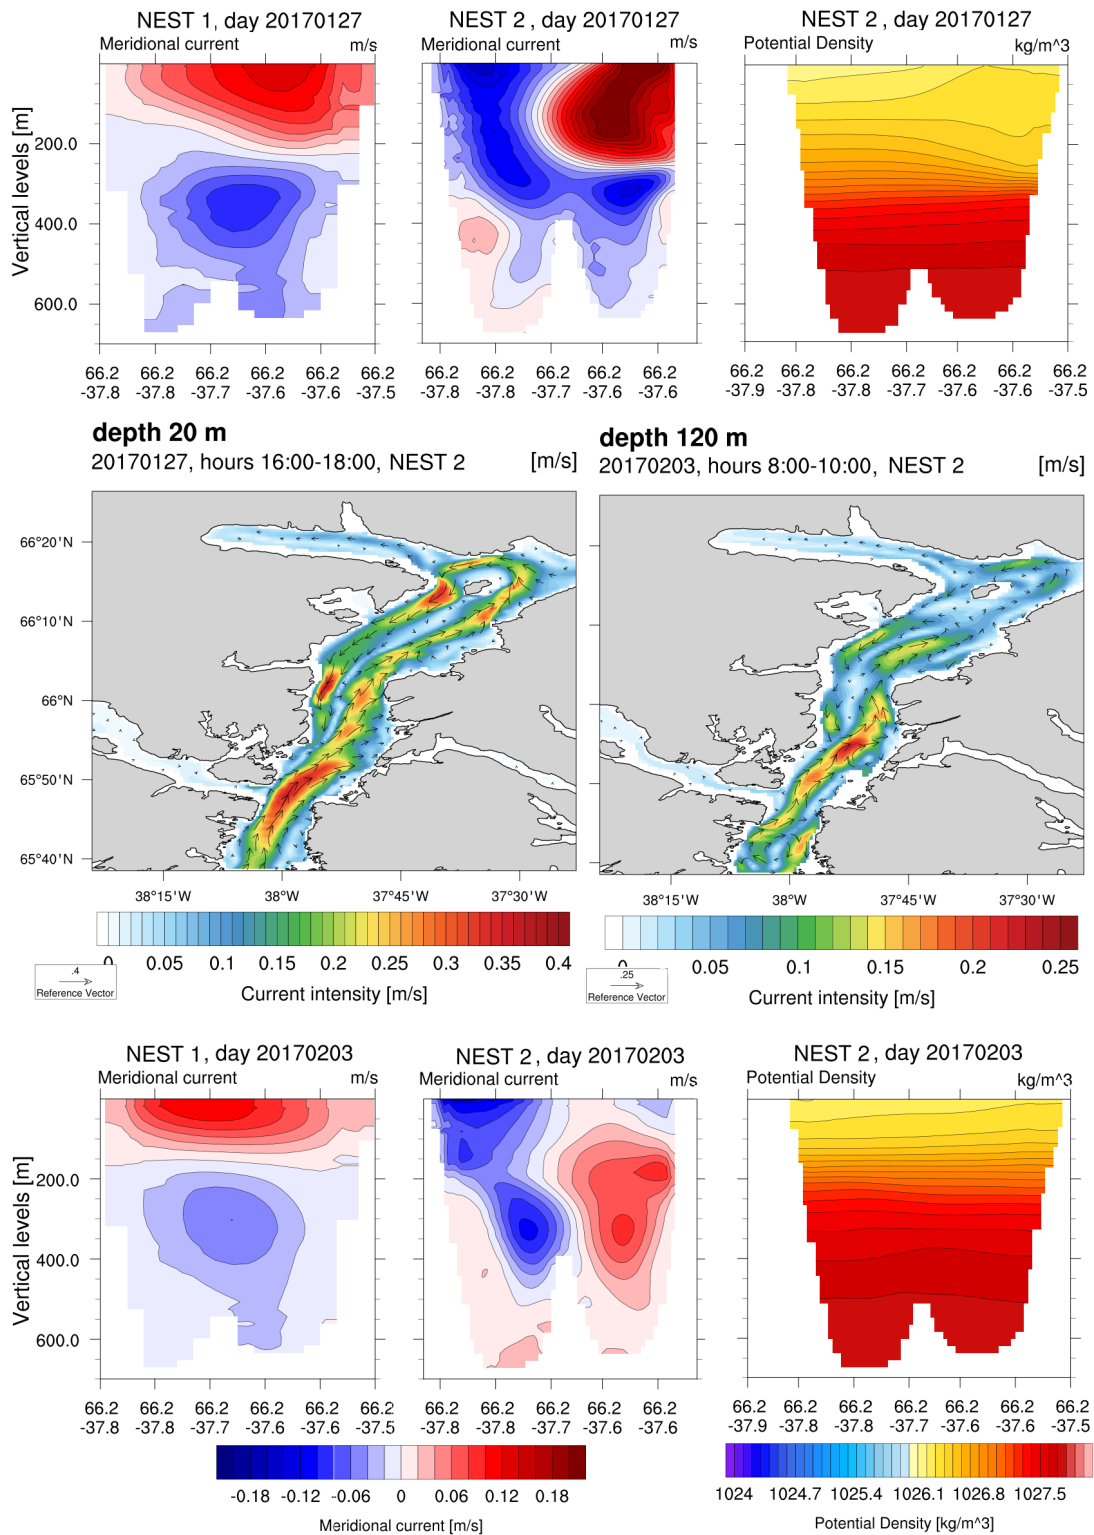 NEST 1, day 20170127
Meridional current m/s
NEST 2, day 20170127
Meridional current m/s
NEST 2, day 20170127
Potential Density kg/m^3
Vertical levels [m]
200.0
400.0
600.0
66.2 66.2 66.2 66.2 66.2 66.2
-37.8 -37.8 -37.7 -37.6 -37.6 -37.5
66.2 66.2 66.2 66.2 66.2
-37.8 -37.8 -37.7 -37.6 -37.6
66.2 66.2 66.2 66.2 66.2 66.2 66.2
-37.9 -37.8 -37.8 -37.7 -37.6 -37.6 -37.5
depth 20 m
20170127, hours 16:00-18:00, NEST 2 [m/s]
depth 120 m
20170203, hours 8:00-10:00, NEST 2 [m/s]
66°20'N
66°10'N
66°N
65°50'N
65°40'N
38°15'W 38°W 37°45'W 37°30'W
38°15'W 38°W 37°45'W 37°30'W
0 0.05 0.1 0.15 0.2 0.25 0.3 0.35 0.4
.4
Reference Vector
Current intensity [m/s]
0 0.05 0.1 0.15 0.2 0.25
.25
Reference Vector
Current intensity [m/s]
NEST 1, day 20170203
Meridional current m/s
NEST 2, day 20170203
Meridional current m/s
NEST 2, day 20170203
Potential Density kg/m^3
Vertical levels [m]
200.0
400.0
600.0
66.2 66.2 66.2 66.2 66.2 66.2
-37.8 -37.8 -37.7 -37.6 -37.6 -37.5
66.2 66.2 66.2 66.2 66.2
-37.8 -37.8 -37.7 -37.6 -37.6
66.2 66.2 66.2 66.2 66.2 66.2 66.2
-37.9 -37.8 -37.8 -37.7 -37.6 -37.6 -37.5
-0.18 -0.12 -0.06 0 0.06 0.12 0.18
Meridional current [m/s]
1024 1024.7 1025.4 1026.1 1026.8 1027.5
Potential Density [kg/m^3]